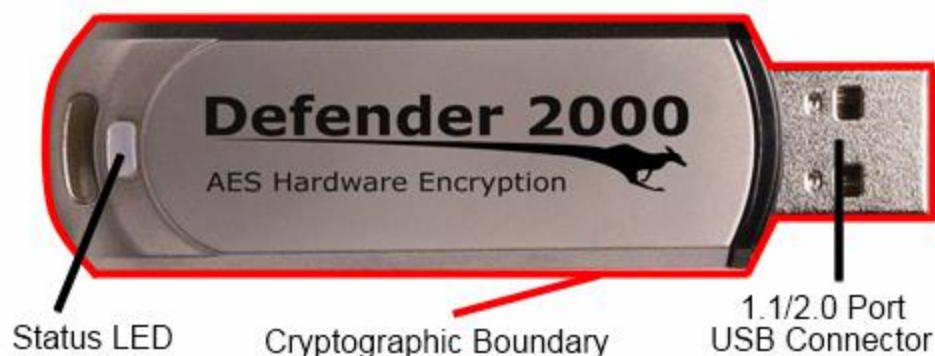 Defender 2000
AES Hardware Encryption
Status LED
Cryptographic Boundary
1.1/2.0 Port
USB Connector